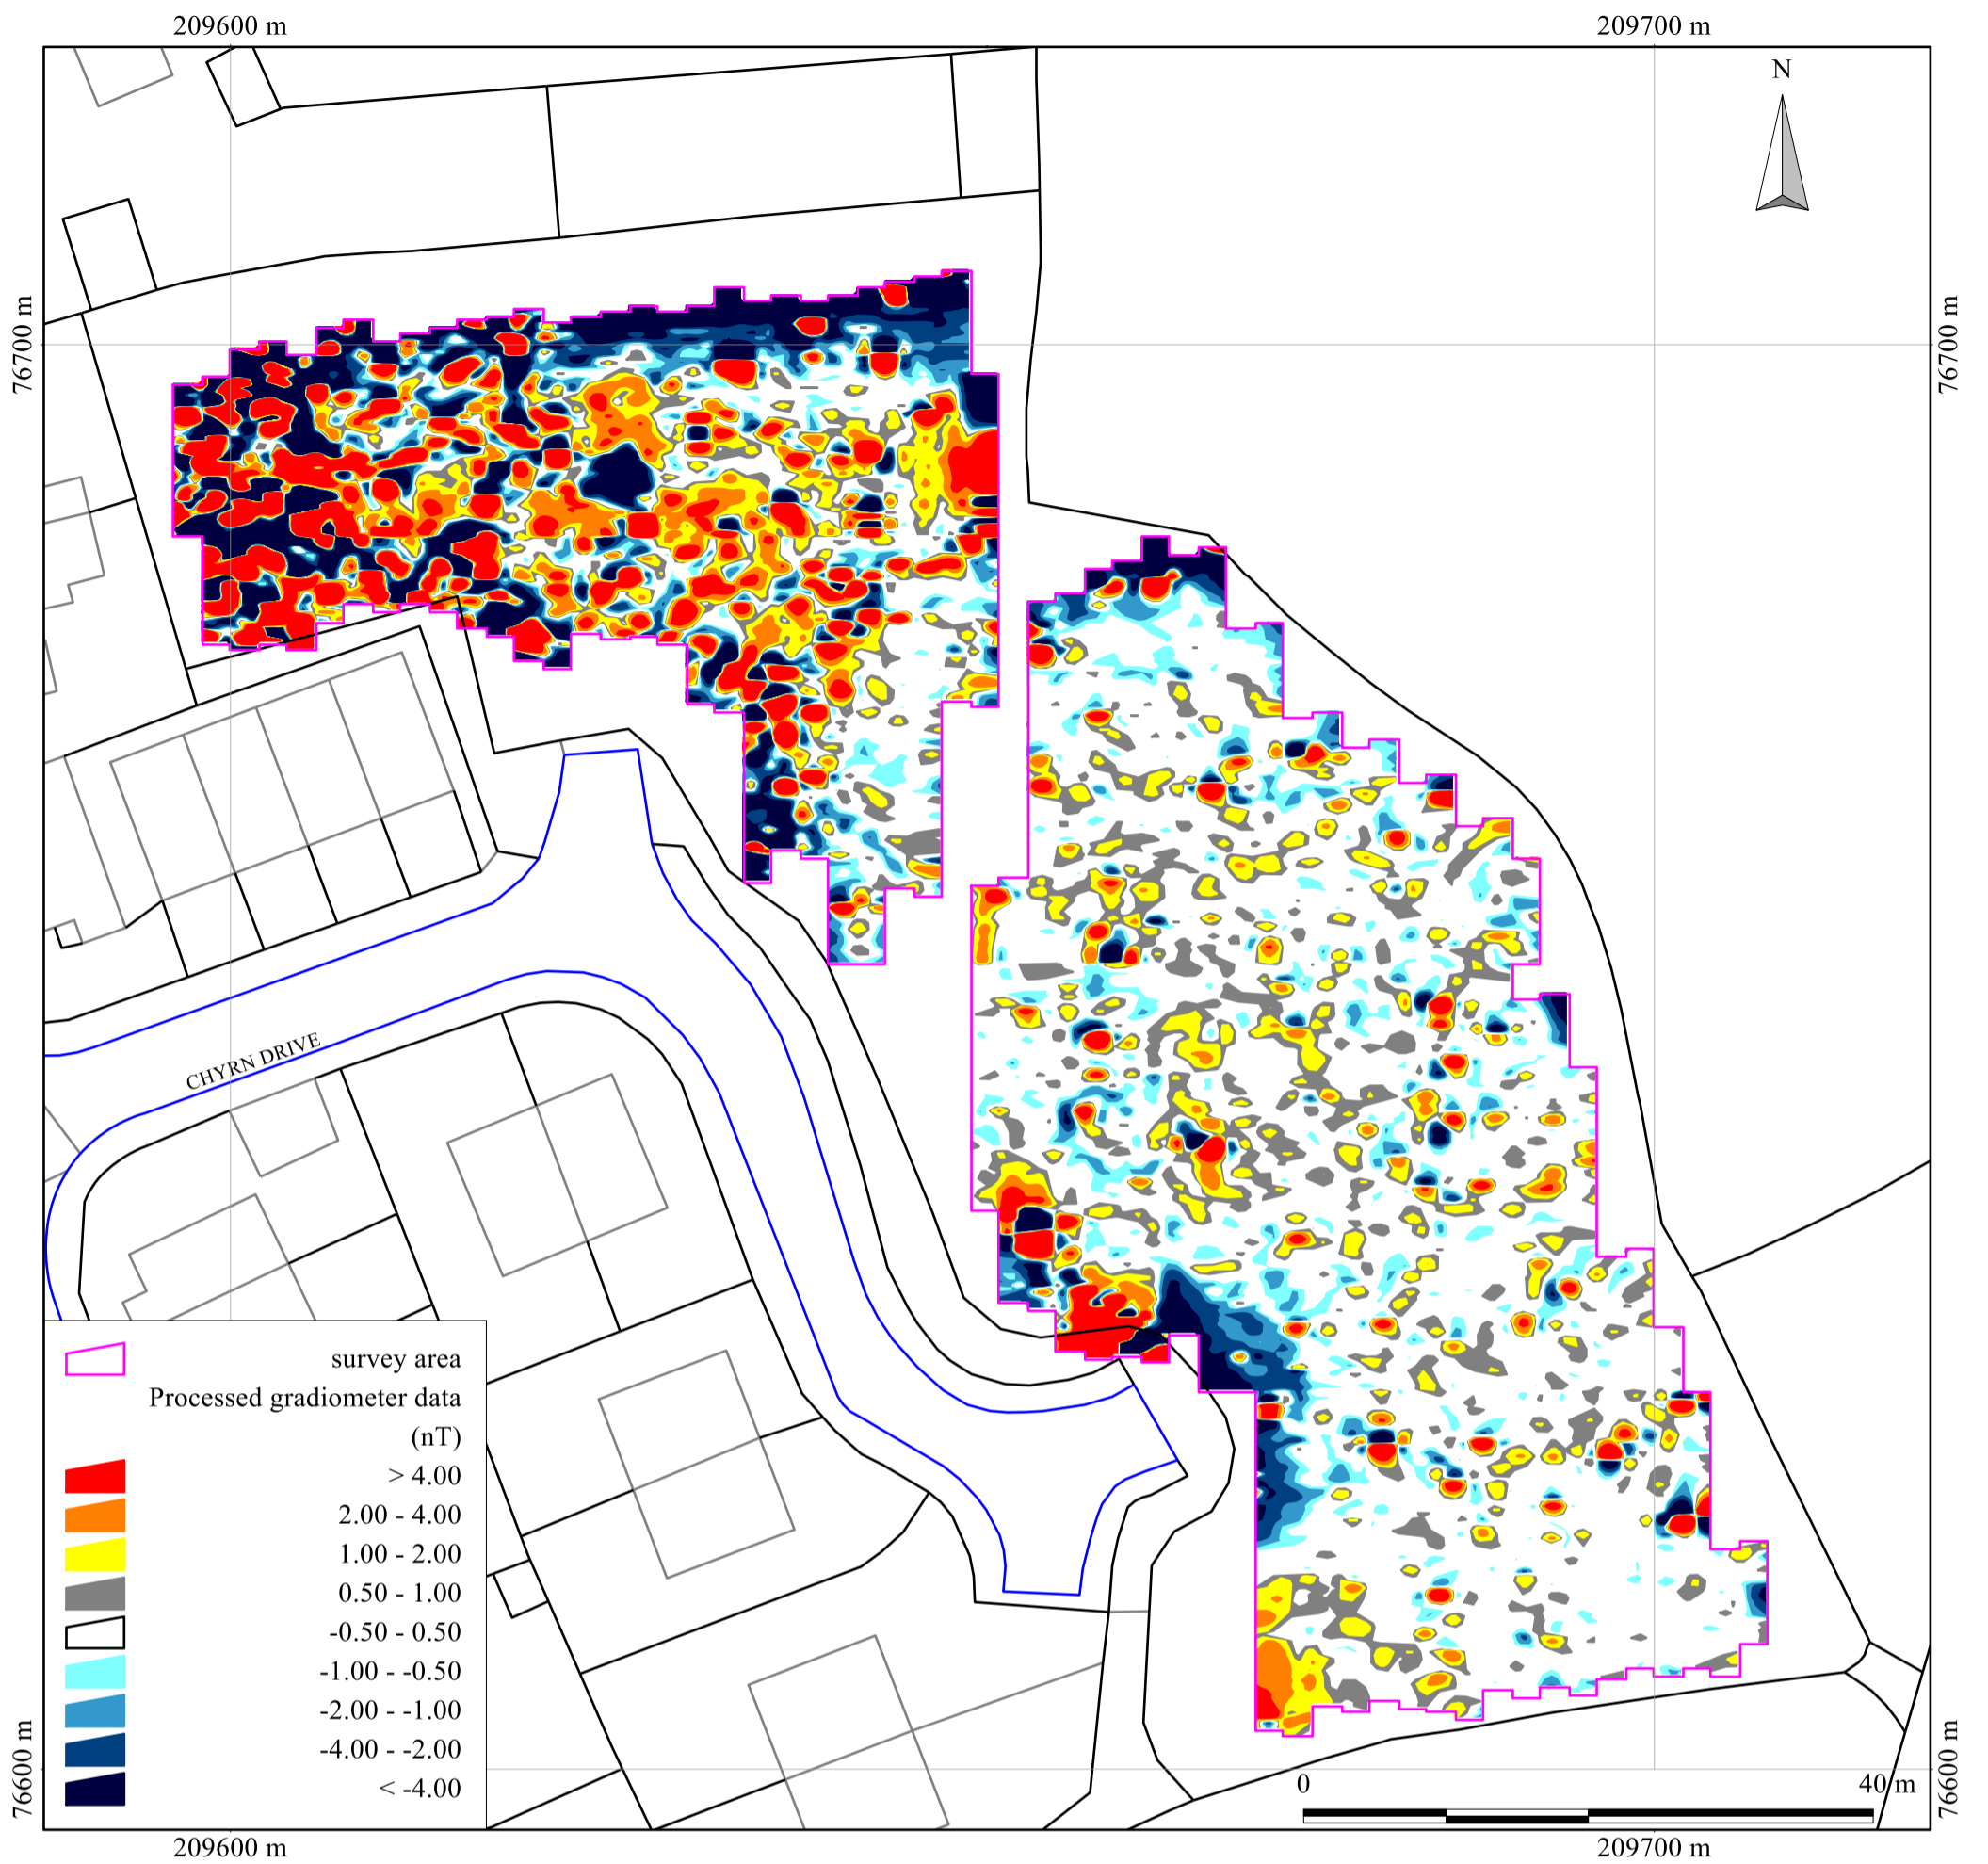 209600 m
209700 m
N
76700 m
76700 m
CHYRN DRIVE
survey area
Processed gradiometer data
(nT)
> 4.00
2.00 - 4.00
1.00 - 2.00
0.50 - 1.00
-0.50 - 0.50
-1.00 - -0.50
-2.00 - -1.00
-4.00 - -2.00
< -4.00
76600 m
76600 m
0
40 m
209600 m
209700 m